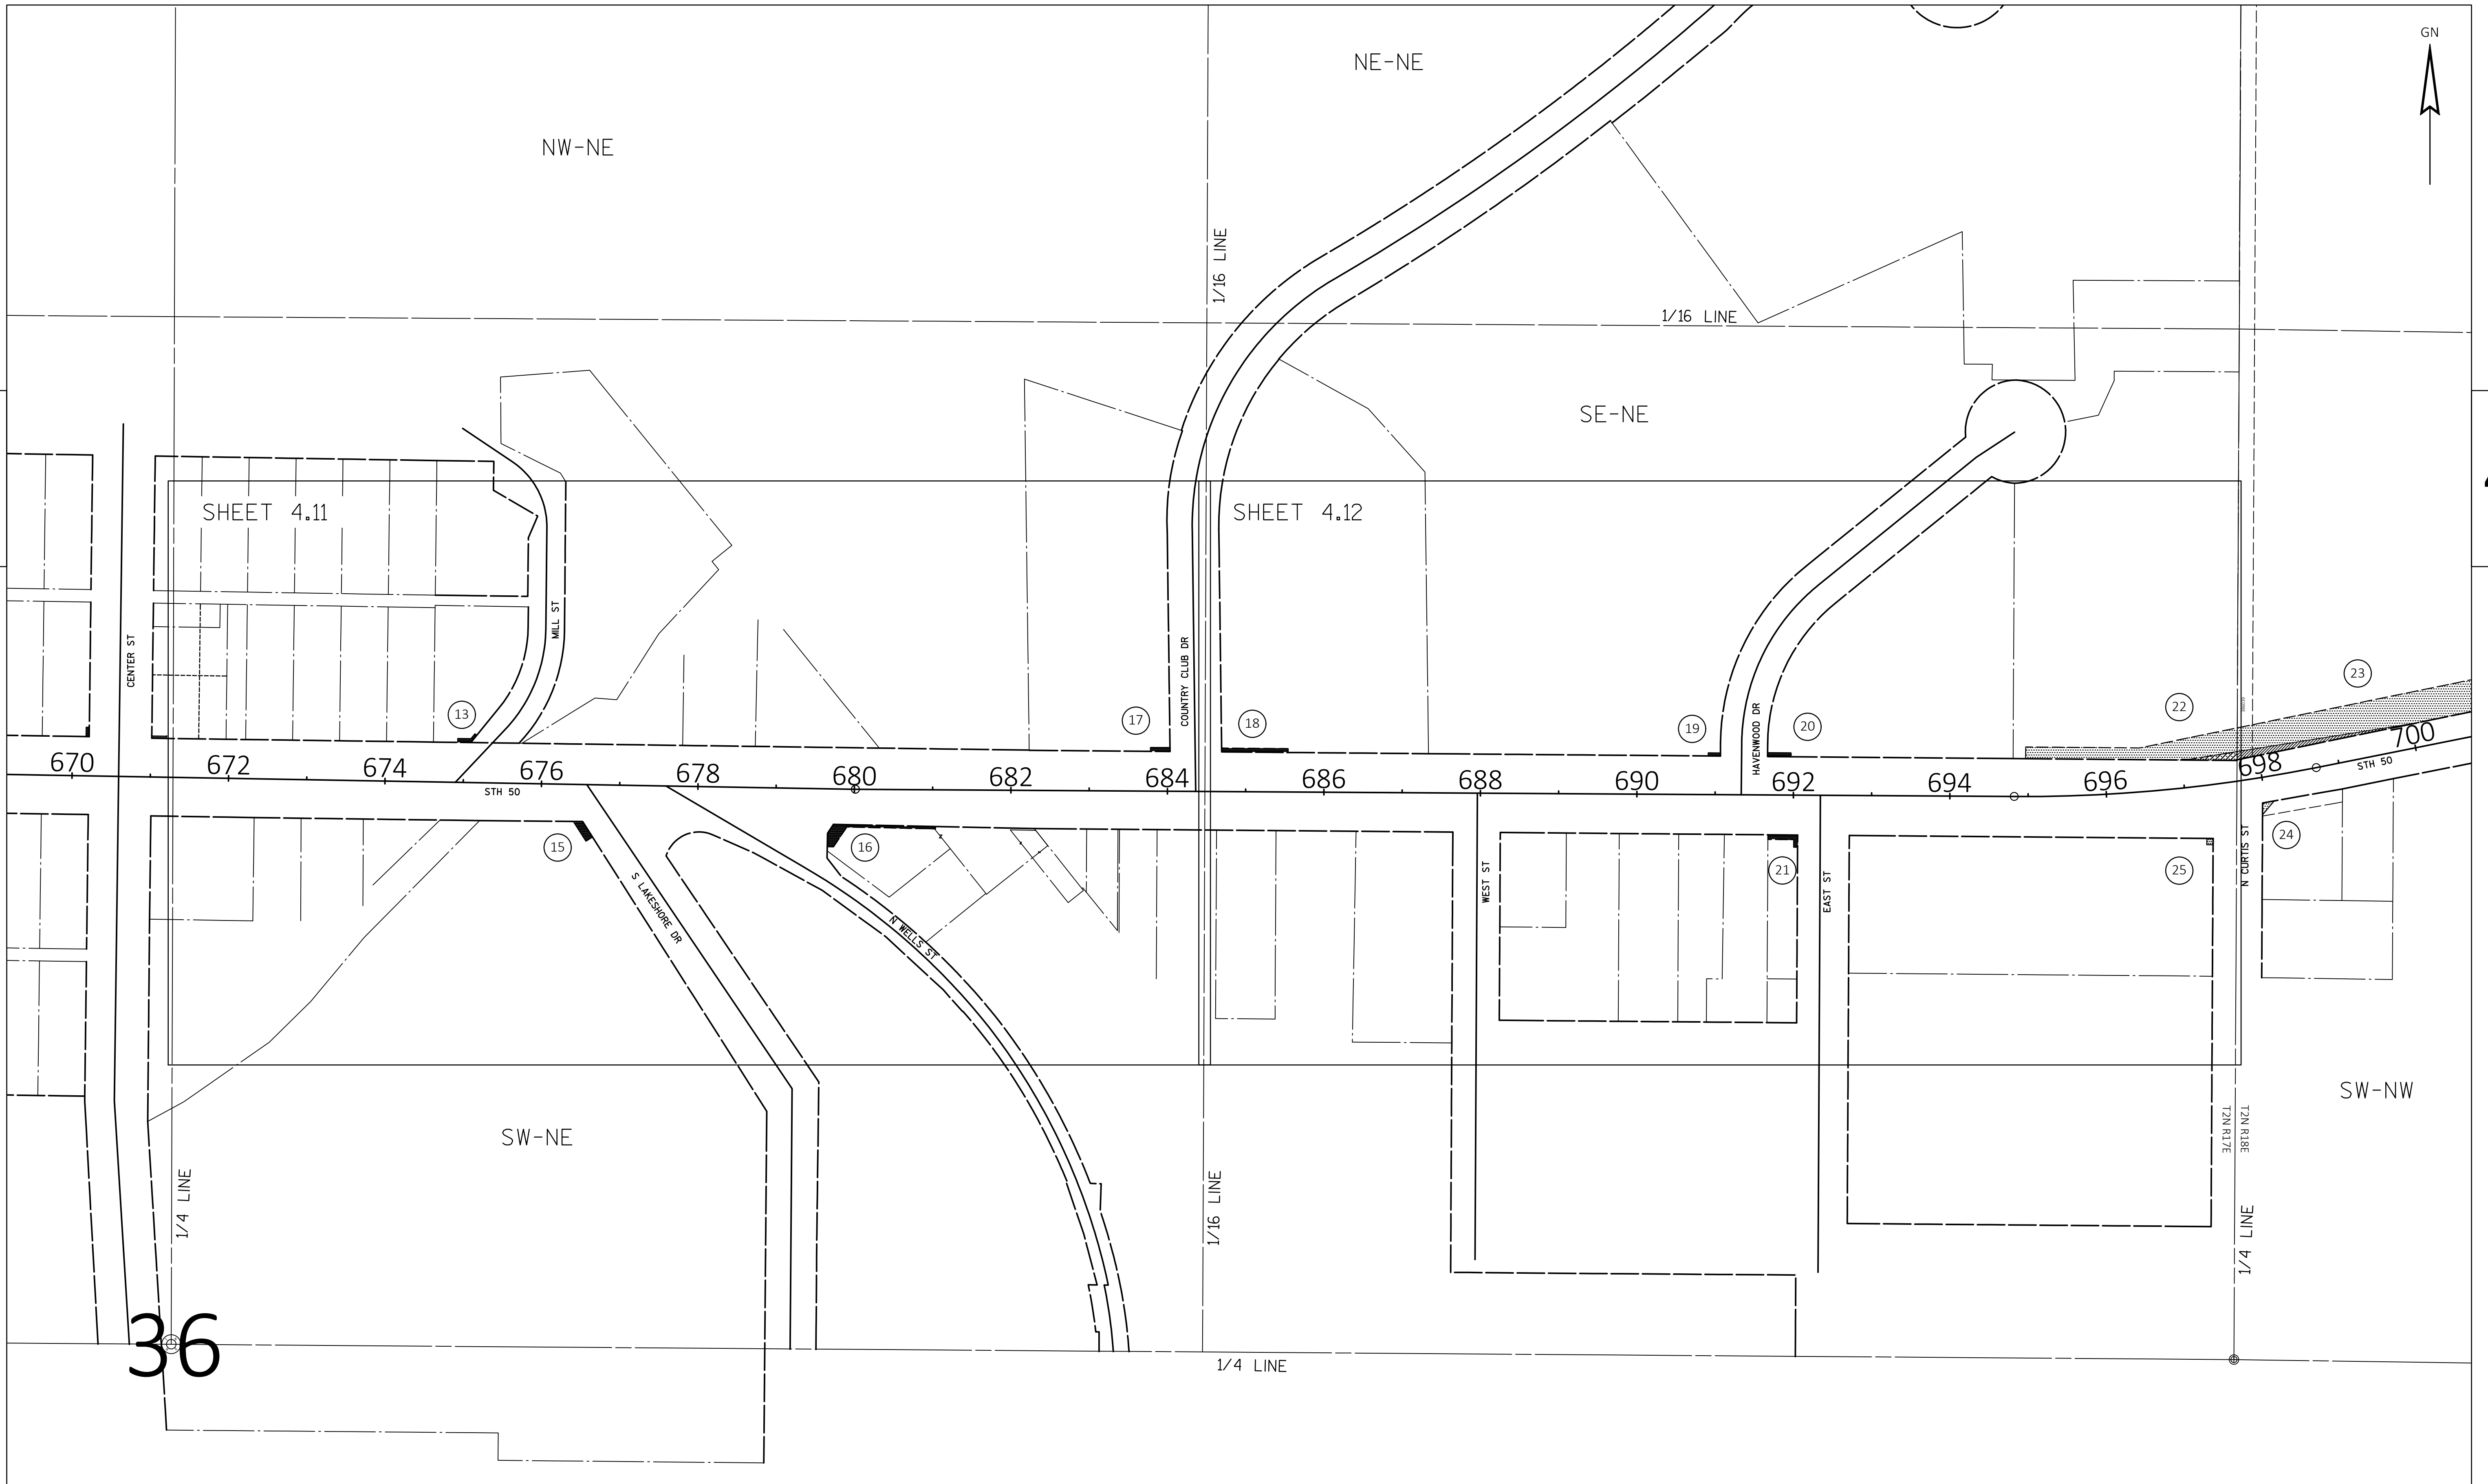 GN
NE-NE
NW-NE
1/16 LINE
1/16 LINE
SE-NE
SHEET 4.11
SHEET 4.12
CENTER ST
MILL ST
COUNTRY CLUB DR
HAVENWOOD DR
13
17
18
19
20
22
23
670
672
674
676
678
680
682
684
686
688
690
692
694
696
698
700
STH 50
STH 50
15
16
21
25
24
S LAKESHORE DR
N WELLS ST
WEST ST
EAST ST
N CURTIS ST
SW-NE
SW-NW
T2N R17E
T2N R18E
1/4 LINE
1/16 LINE
1/4 LINE
36
1/4 LINE